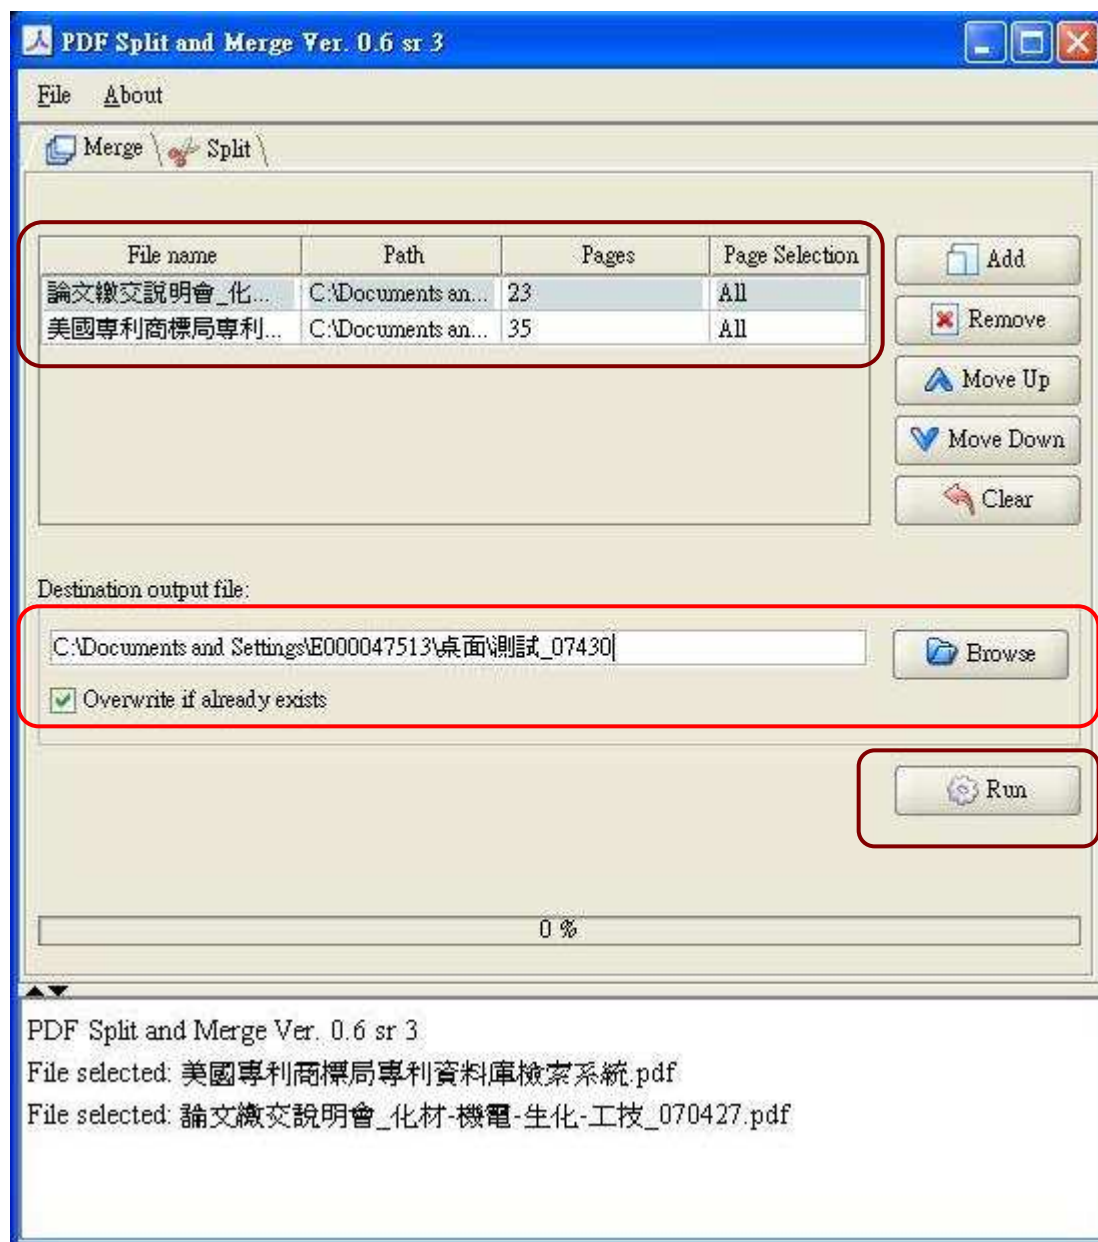 PDF Split and Merge Ver. 0.6 sr 3
File About
Merge Split
File name Path Pages Page Selection
論文繳交說明會_化... C:\Documents an... 23 All
美國專利商標局專利... C:\Documents an... 35 All
Add
Remove
Move Up
Move Down
Clear
Destination output file:
C:\Documents and Settings\E000047513\桌面\測試_07430
Browse
Overwrite if already exists
Run
0 %
PDF Split and Merge Ver. 0.6 sr 3
File selected: 美國專利商標局專利資料庫檢索系統.pdf
File selected: 論文繳交說明會_化材-機電-生化-工技_070427.pdf